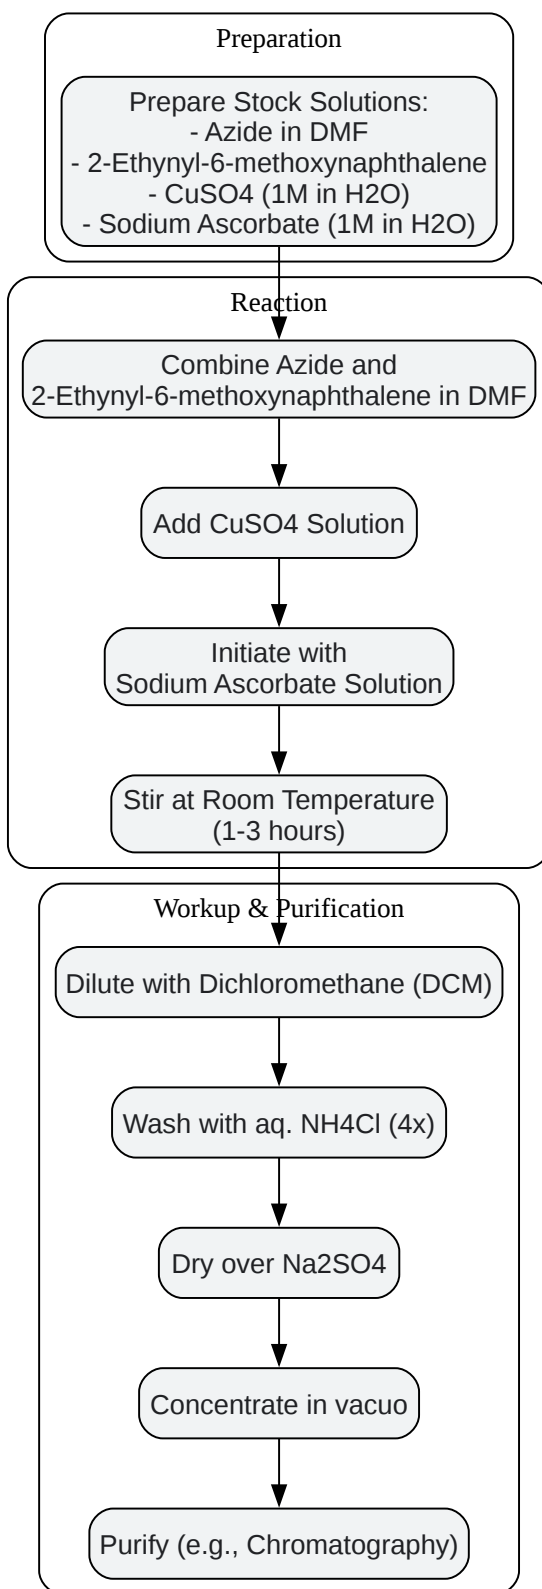 Preparation
Prepare Stock Solutions:
- Azide in DMF
- 2-Ethynyl-6-methoxynaphthalene
- CuSO4 (1M in H2O)
- Sodium Ascorbate (1M in H2O)
Reaction
Combine Azide and
2-Ethynyl-6-methoxynaphthalene in DMF
Add CuSO4 Solution
Initiate with
Sodium Ascorbate Solution
Stir at Room Temperature
(1-3 hours)
Workup & Purification
Dilute with Dichloromethane (DCM)
Wash with aq. NH4Cl (4x)
Dry over Na2SO4
Concentrate in vacuo
Purify (e.g., Chromatography)